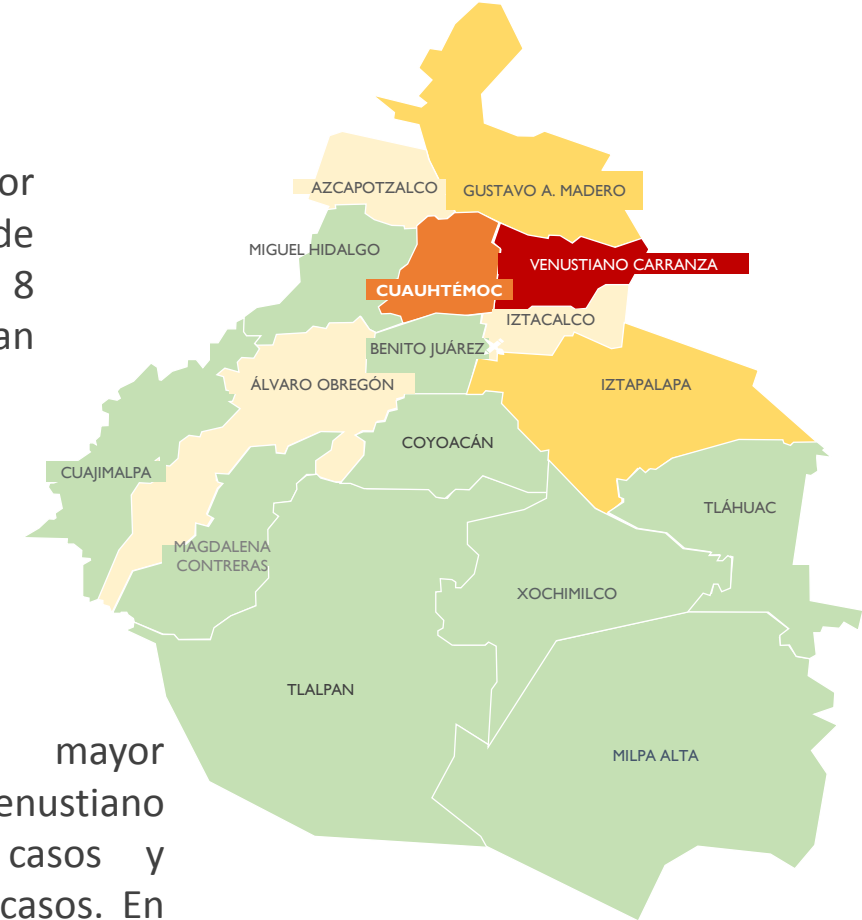 or
de
8
an
AZCAPOTZALCO
GUSTAVO A. MADERO
MIGUEL HIDALGO
VENUSTIANO CARRANZA
CUAUHTÉMOC
IZTACALCO
BENITO JUÁREZ
ÁLVARO OBREGÓN
IZTAPALAPA
COYOACÁN
CUAJIMALPA
TLÁHUAC
MAGDALENA
CONTRERAS
XOCHIMILCO
TLALPAN
MILPA ALTA
mayor
enustiano
casos y
casos. En